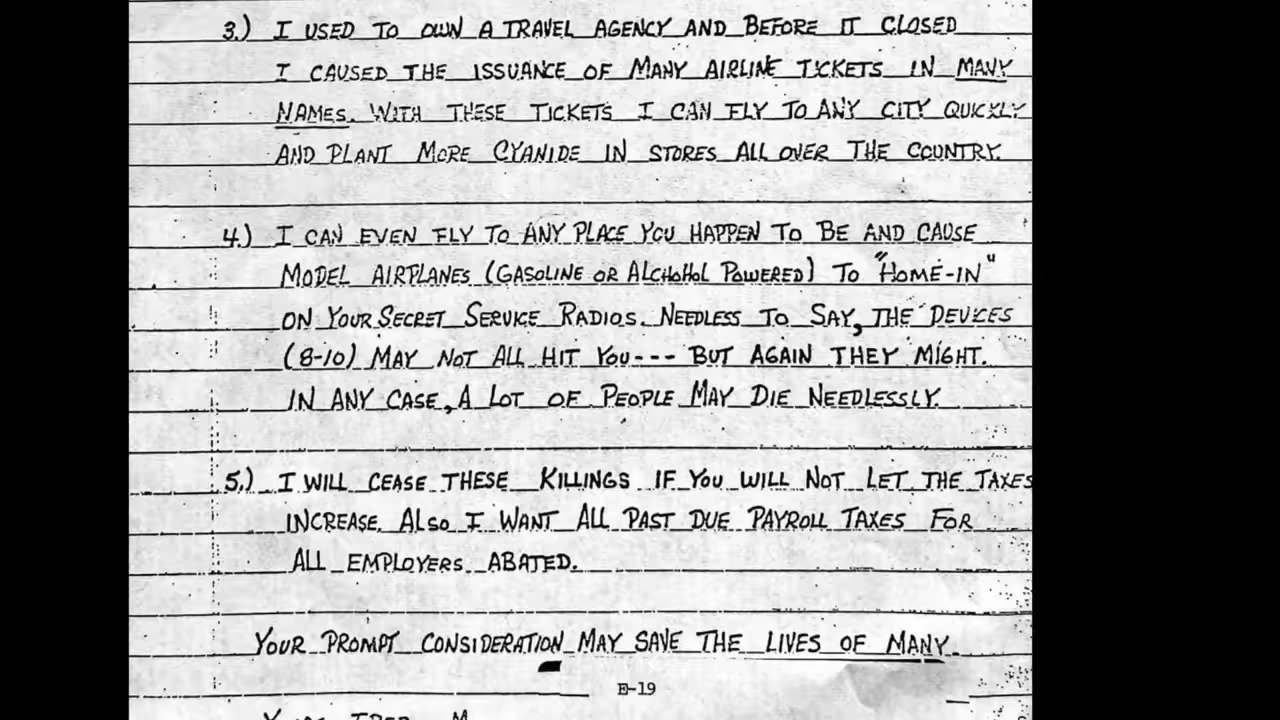 3.) I USED TO OWN A TRAVEL AGENCY AND BEFORE IT CLOSED
I CAUSED THE ISSUANCE OF MANY AIRLINE TICKETS IN MANY
NAMES. WITH THESE TICKETS I CAN FLY TO ANY CITY QUICKLY
AND PLANT MORE CYANIDE IN STORES ALL OVER THE COUNTRY.
4.) I CAN EVEN FLY TO ANY PLACE YOU HAPPEN TO BE AND CAUSE
MODEL AIRPLANES (GASOLINE OR ALCHOHOL POWERED) TO "HOME-IN"
ON YOUR SECRET SERVICE RADIOS. NEEDLESS TO SAY, THE DEVICES
(8-10) MAY NOT ALL HIT YOU--- BUT AGAIN THEY MIGHT.
IN ANY CASE, A LOT OF PEOPLE MAY DIE NEEDLESSLY.
5.) I WILL CEASE THESE KILLINGS IF YOU WILL NOT LET THE TAXES
INCREASE. ALSO I WANT ALL PAST DUE PAYROLL TAXES FOR
ALL EMPLOYERS ABATED.
YOUR PROMPT CONSIDERATION MAY SAVE THE LIVES OF MANY.
E-19